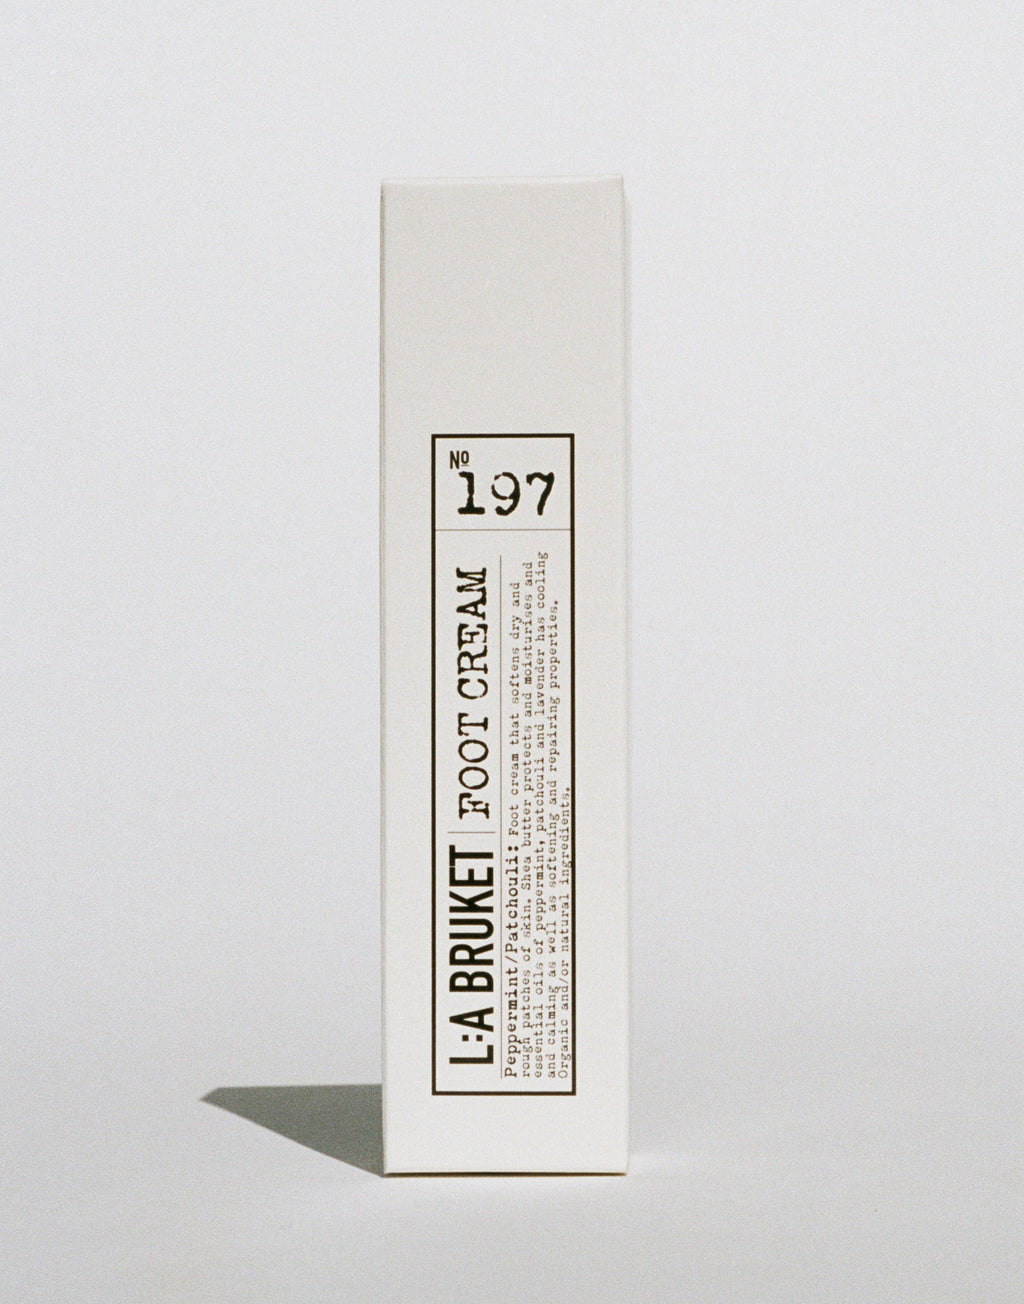 Nº
197
L:A BRUKET | FOOT CREAM
Peppermint/Patchouli: Foot cream that softens dry and
rough patches of skin. Shea butter protects and moisturises and
essential oils of peppermint, patchouli and lavender has cooling
and calming as well as softening and repairing properties.
Organic and/or natural ingredients.